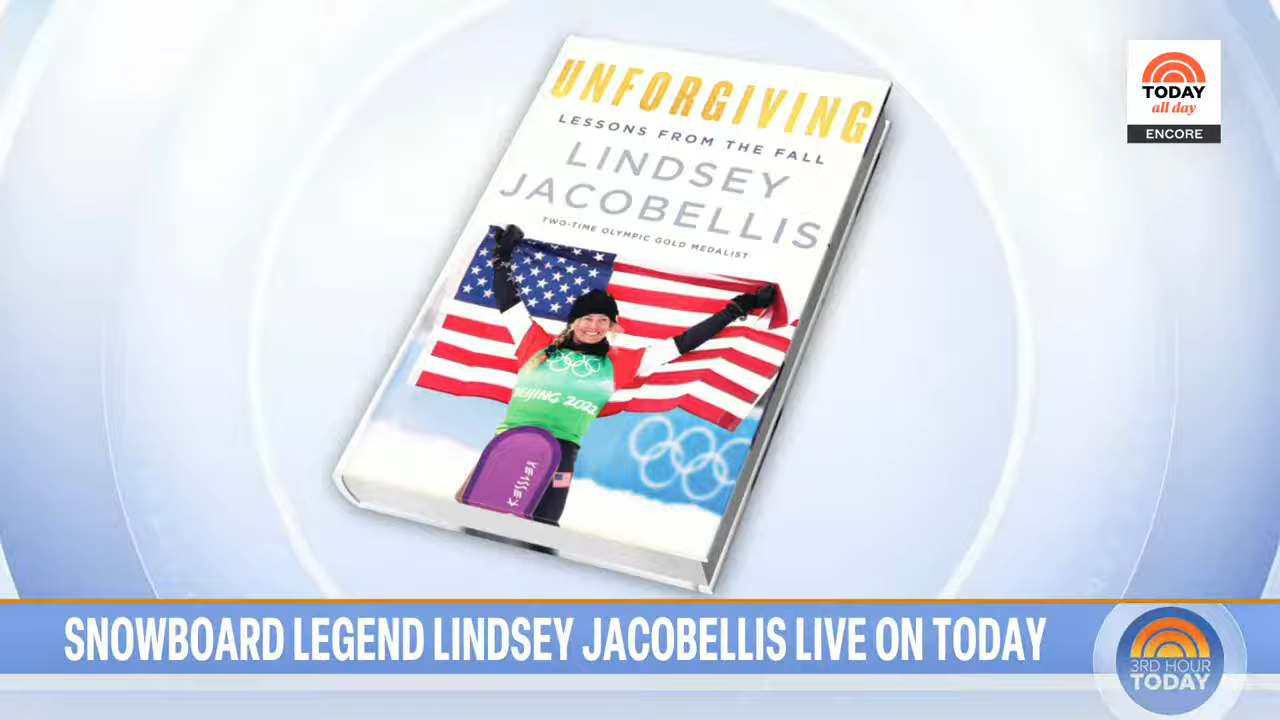 UNFORGIVING
LESSONS FROM THE FALL
LINDSEY
JACOBELLIS
TWO-TIME OLYMPIC GOLD MEDALIST
BEIJING 2022
TODAY
all day
ENCORE
SNOWBOARD LEGEND LINDSEY JACOBELLIS LIVE ON TODAY
3RD HOUR
TODAY